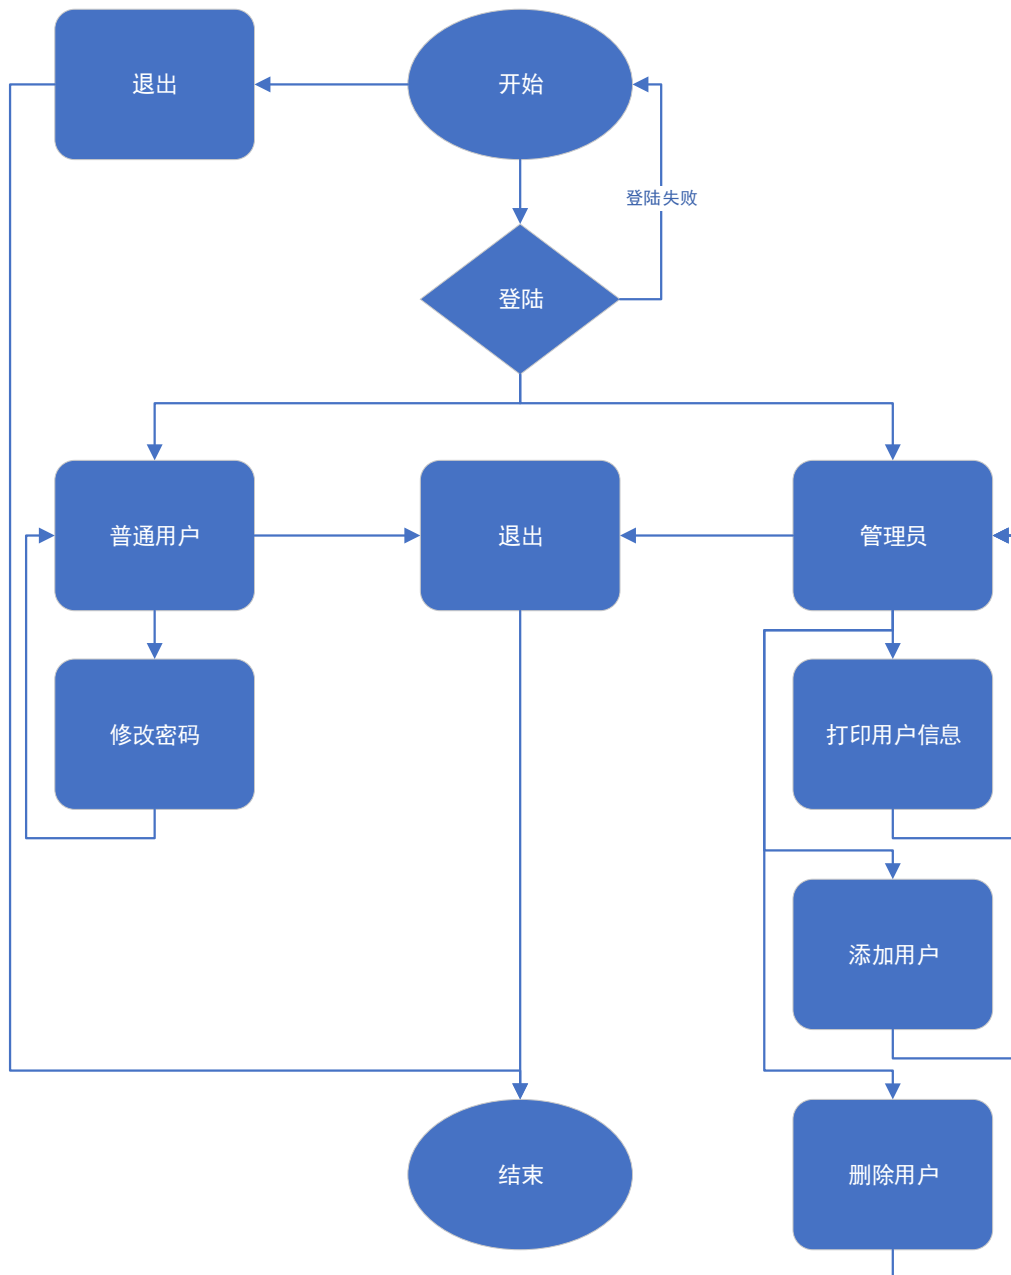 退出
开始
登陆失败
登陆
普通用户
退出
管理员
修改密码
打印用户信息
添加用户
结束
删除用户